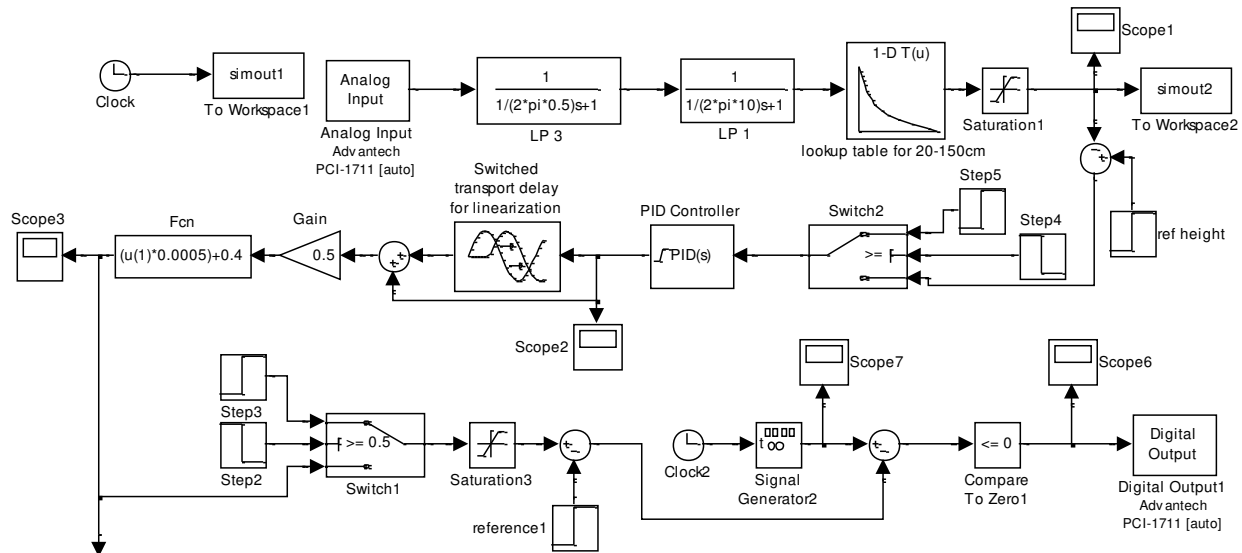 Clock
simout1
To Workspace1
Analog
Input
Analog Input
Advantech
PCI-1711 [auto]
1
1/(2*pi*0.5)s+1
LP 3
1
1/(2*pi*10)s+1
LP 1
1-D T(u)
lookup table for 20-150cm
Saturation1
Scope1
simout2
To Workspace2
ref height
Step5
Step4
Switch2
>=
PID Controller
PID(s)
Switched
transport delay
for linearization
Scope2
Gain
0.5
Fcn
(u(1)*0.0005)+0.4
Scope3
Step3
Step2
>= 0.5
Switch1
Saturation3
reference1
Clock2
t
Signal
Generator2
Scope7
<= 0
Compare
To Zero1
Scope6
Digital
Output
Digital Output1
Advantech
PCI-1711 [auto]